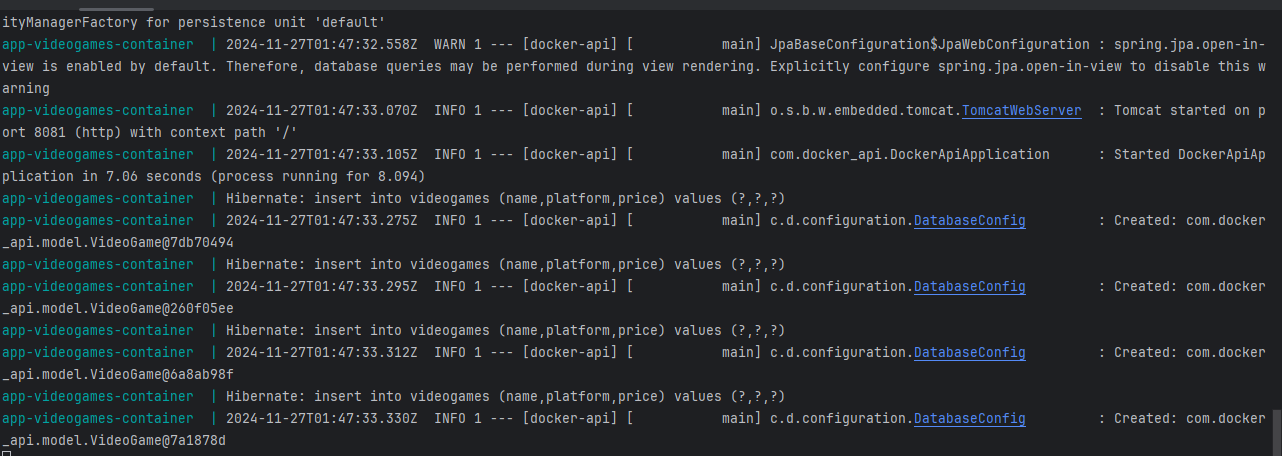 ityManagerFactory for persistence unit 'default'
app-videogames-container  | 2024-11-27T01:47:32.558Z  WARN 1 --- [docker-api] [           main] JpaBaseConfiguration$JpaWebConfiguration : spring.jpa.open-in-
view is enabled by default. Therefore, database queries may be performed during view rendering. Explicitly configure spring.jpa.open-in-view to disable this w
arning
app-videogames-container  | 2024-11-27T01:47:33.070Z  INFO 1 --- [docker-api] [           main] o.s.b.w.embedded.tomcat.TomcatWebServer  : Tomcat started on p
ort 8081 (http) with context path '/'
app-videogames-container  | 2024-11-27T01:47:33.105Z  INFO 1 --- [docker-api] [           main] com.docker_api.DockerApiApplication      : Started DockerApiAp
plication in 7.06 seconds (process running for 8.094)
app-videogames-container  | Hibernate: insert into videogames (name,platform,price) values (?,?,?)
app-videogames-container  | 2024-11-27T01:47:33.275Z  INFO 1 --- [docker-api] [           main] c.d.configuration.DatabaseConfig         : Created: com.docker
_api.model.VideoGame@7db70494
app-videogames-container  | Hibernate: insert into videogames (name,platform,price) values (?,?,?)
app-videogames-container  | 2024-11-27T01:47:33.295Z  INFO 1 --- [docker-api] [           main] c.d.configuration.DatabaseConfig         : Created: com.docker
_api.model.VideoGame@260f05ee
app-videogames-container  | Hibernate: insert into videogames (name,platform,price) values (?,?,?)
app-videogames-container  | 2024-11-27T01:47:33.312Z  INFO 1 --- [docker-api] [           main] c.d.configuration.DatabaseConfig         : Created: com.docker
_api.model.VideoGame@6a8ab98f
app-videogames-container  | Hibernate: insert into videogames (name,platform,price) values (?,?,?)
app-videogames-container  | 2024-11-27T01:47:33.330Z  INFO 1 --- [docker-api] [           main] c.d.configuration.DatabaseConfig         : Created: com.docker
_api.model.VideoGame@7a1878d